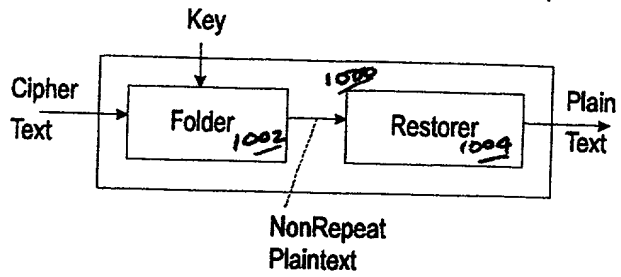 Key
Cipher
Text
Folder
1002
1000
Restorer
1004
Plain
Text
NonRepeat
Plaintext